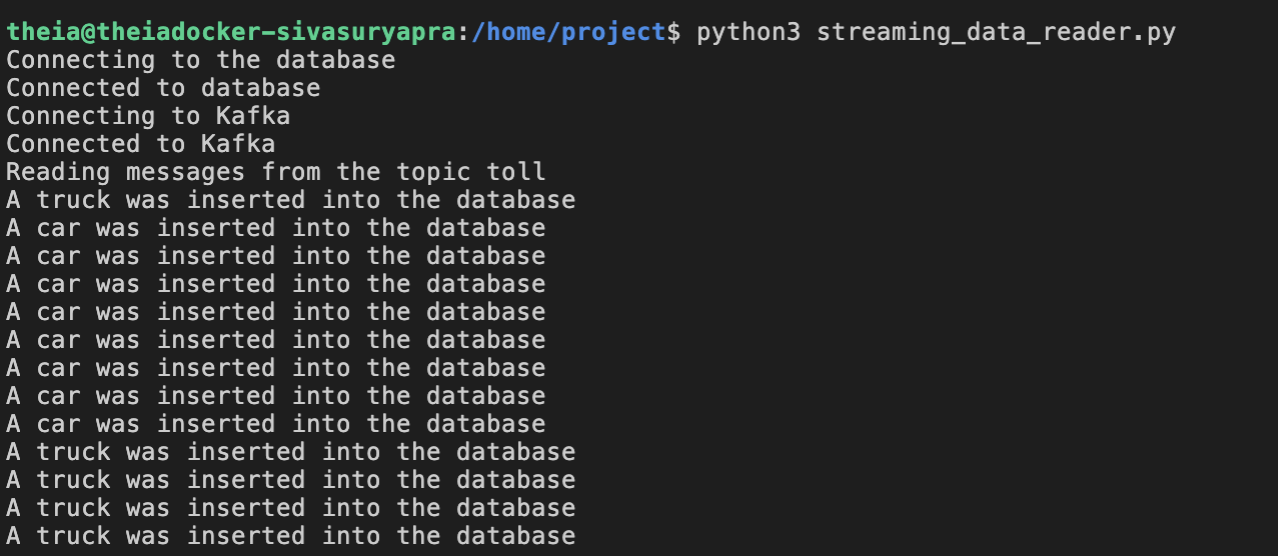 theia@theiadocker-sivasuryapra:/home/project$ python3 streaming_data_reader.py
Connecting to the database
Connected to database
Connecting to Kafka
Connected to Kafka
Reading messages from the topic toll
A truck was inserted into the database
A car was inserted into the database
A car was inserted into the database
A car was inserted into the database
A car was inserted into the database
A car was inserted into the database
A car was inserted into the database
A car was inserted into the database
A car was inserted into the database
A truck was inserted into the database
A truck was inserted into the database
A truck was inserted into the database
A truck was inserted into the database